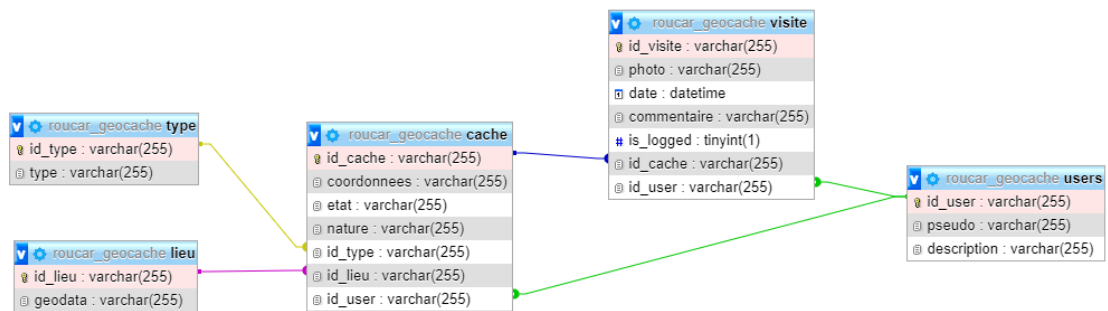 roucar_geocache type
id_type : varchar(255)
type : varchar(255)
roucar_geocache lieu
id_lieu : varchar(255)
geodata : varchar(255)
roucar_geocache cache
id_cache : varchar(255)
coordonnees : varchar(255)
etat : varchar(255)
nature : varchar(255)
id_type : varchar(255)
id_lieu : varchar(255)
id_user : varchar(255)
roucar_geocache visite
id_visite : varchar(255)
photo : varchar(255)
date : datetime
commentaire : varchar(255)
# is_logged : tinyint(1)
id_cache : varchar(255)
id_user : varchar(255)
roucar_geocache users
id_user : varchar(255)
pseudo : varchar(255)
description : varchar(255)